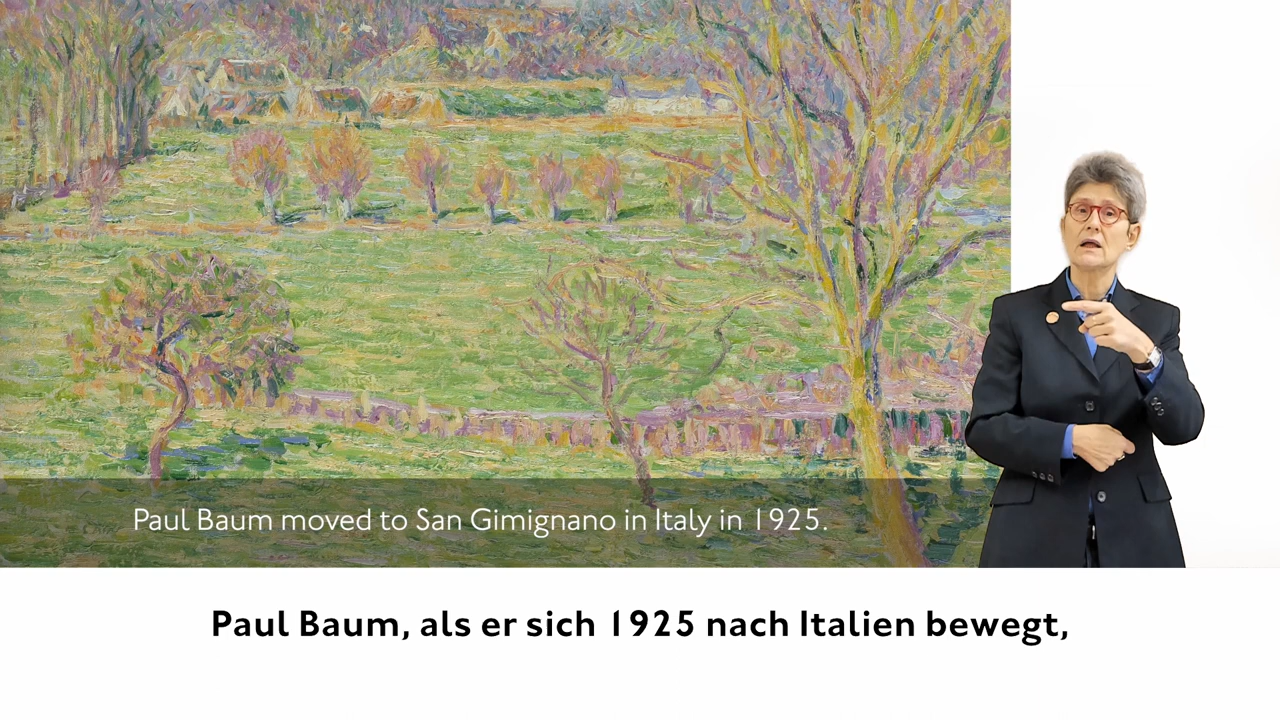 Paul Baum moved to San Gimignano in Italy in 1925.
Paul Baum, als er sich 1925 nach Italien bewegt,